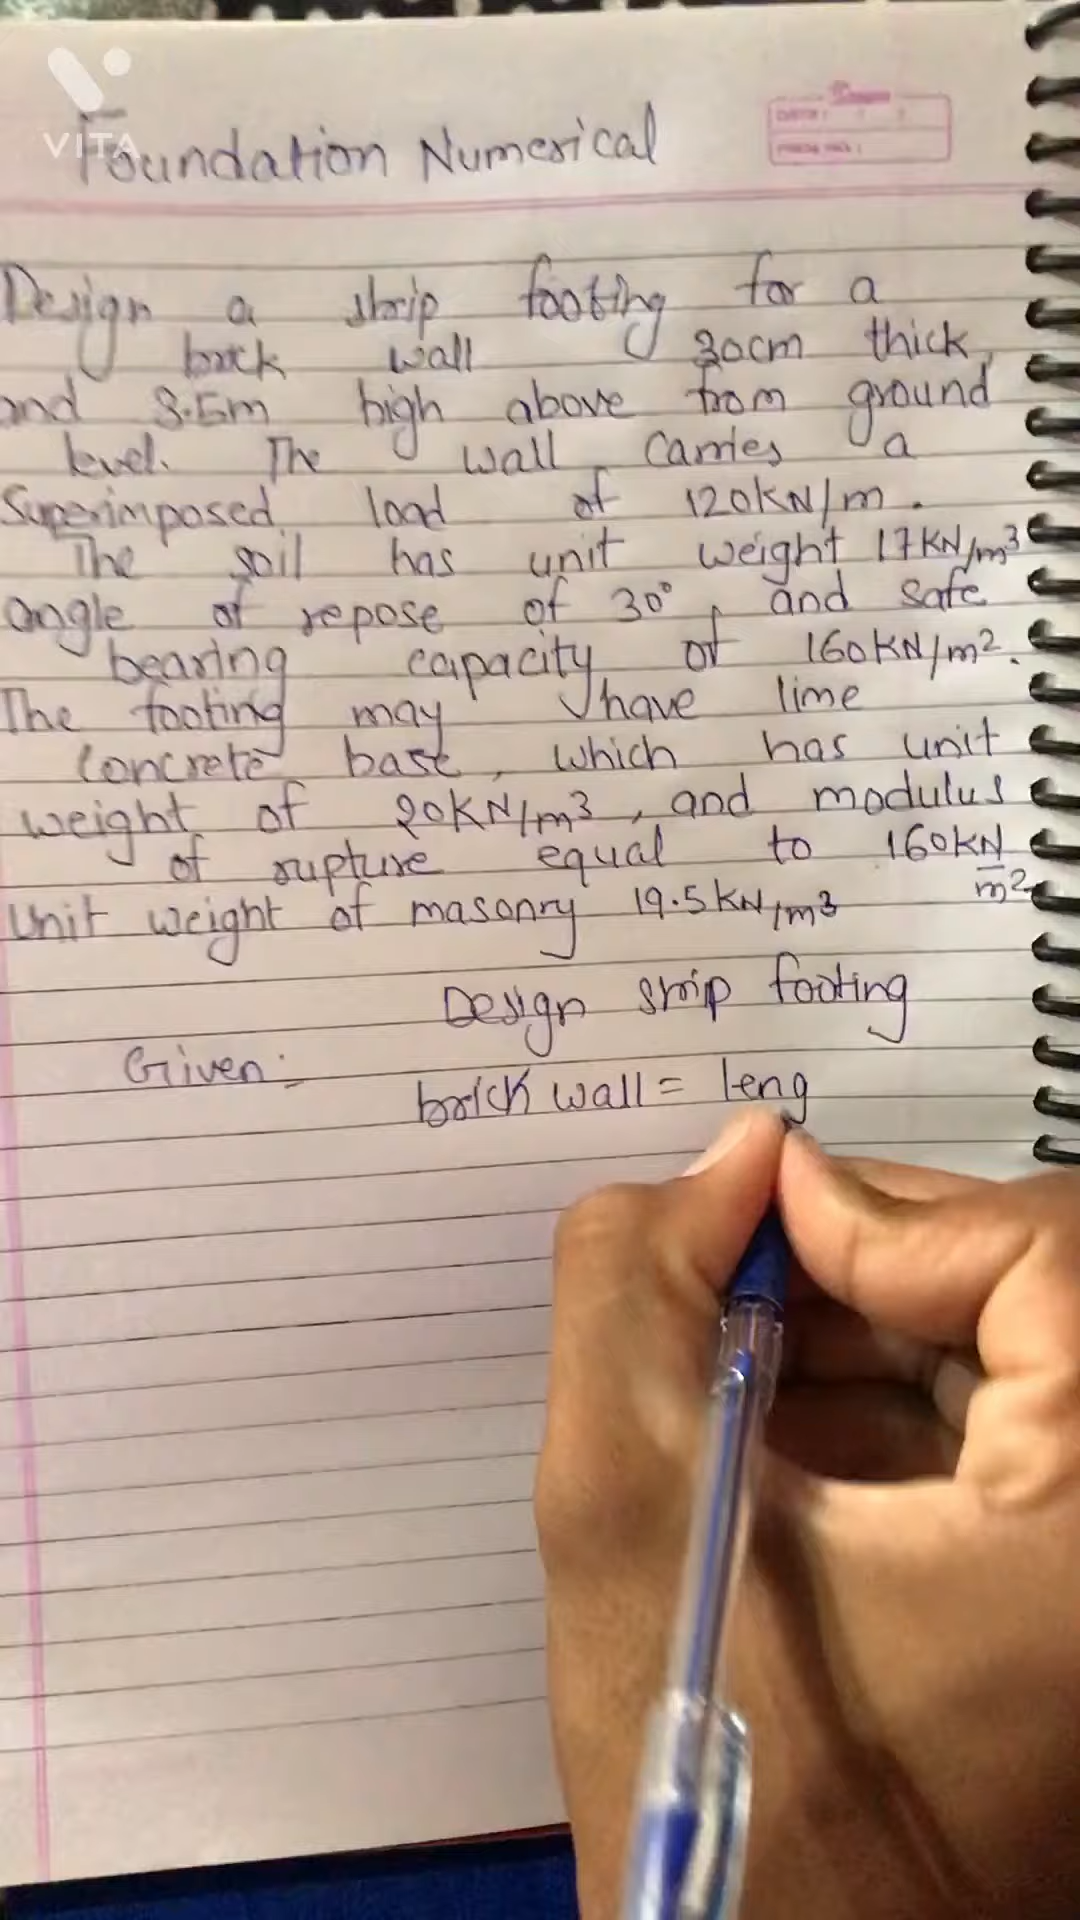 VITA
Foundation Numerical
Design a strip footing for a
brick wall 30cm thick,
and 3.5m high above from ground
level. The wall carries a
Superimposed load of 120KN/m.
The soil has unit weight 17KN/m³
angle of repose of 30°, and safe
bearing capacity of 160KN/m².
The footing may have lime
concrete base, which has unit
weight of 20KN/m³, and modulus
of rupture equal to 160KN/m²
Unit weight of masonry 19.5KN/m³
Design strip footing
Given:-
brick wall = leng